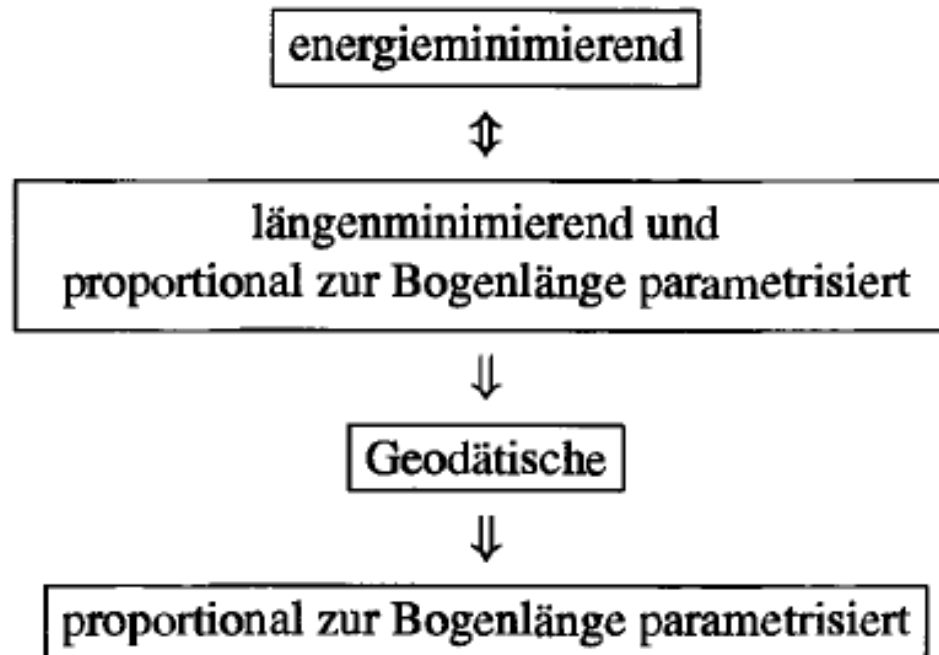 energieminimierend
⇕
längenminimierend und
proportional zur Bogenlänge parametrisiert
⇓
Geodätische
⇓
proportional zur Bogenlänge parametrisiert